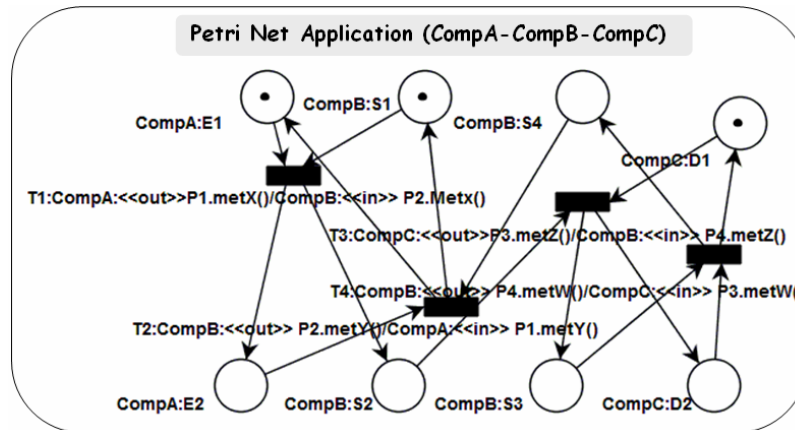 Petri Net Application (CompA-CompB-CompC)
CompB:S1
CompA:E1
CompB:S4
CompC:D1
T1:CompA:<<out>>P1.metX()/CompB:<<in>> P2.Metx()
T3:CompC:<<out>>P3.metZ()/CompB:<<in>> P4.metZ()
T4:CompB:<<out>> P4.metW()/CompC:<<in>> P3.metW(
T2:CompB:<<out>> P2.metY()/CompA:<<in>> P1.metY()
CompA:E2
CompB:S2
CompB:S3
CompC:D2